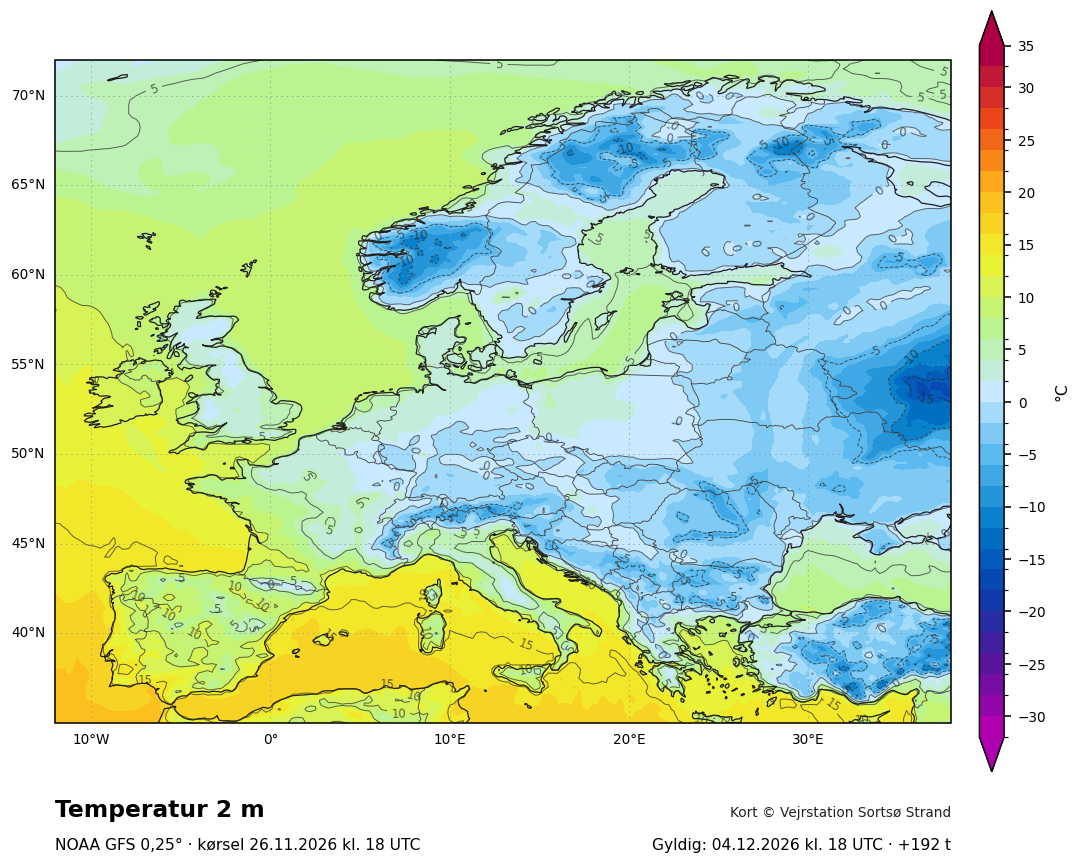 70°N
65°N
60°N
55°N
50°N
45°N
40°N
10°W 0° 10°E 20°E 30°E
35
30
25
20
15
10
5
0
−5
−10
−15
−20
−25
−30
°C
Temperatur 2 m
Kort © Vejrstation Sortsø Strand
NOAA GFS 0,25° · kørsel 26.11.2026 kl. 18 UTC
Gyldig: 04.12.2026 kl. 18 UTC · +192 t